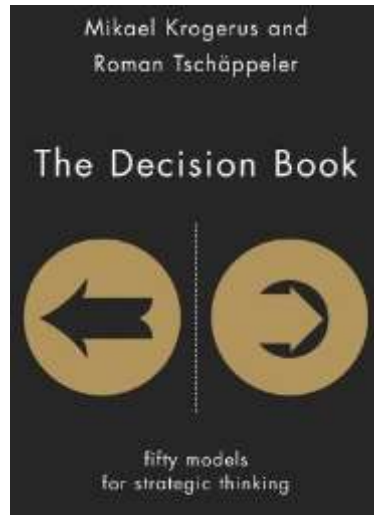 Mikael Krogerus and
Roman Tschäppeler
The Decision Book
fifty models
for strategic thinking